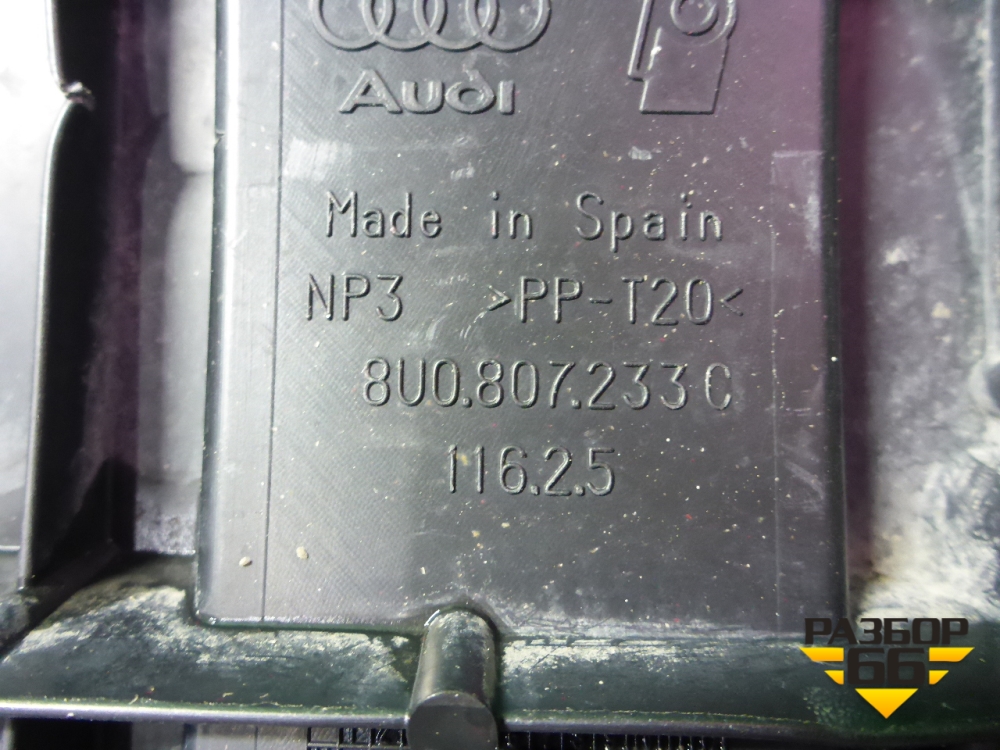 Audi
Made in Spain
NP3 >PP-T20<
8U0.807.233 C
116.2.5
РАЗБОР
66